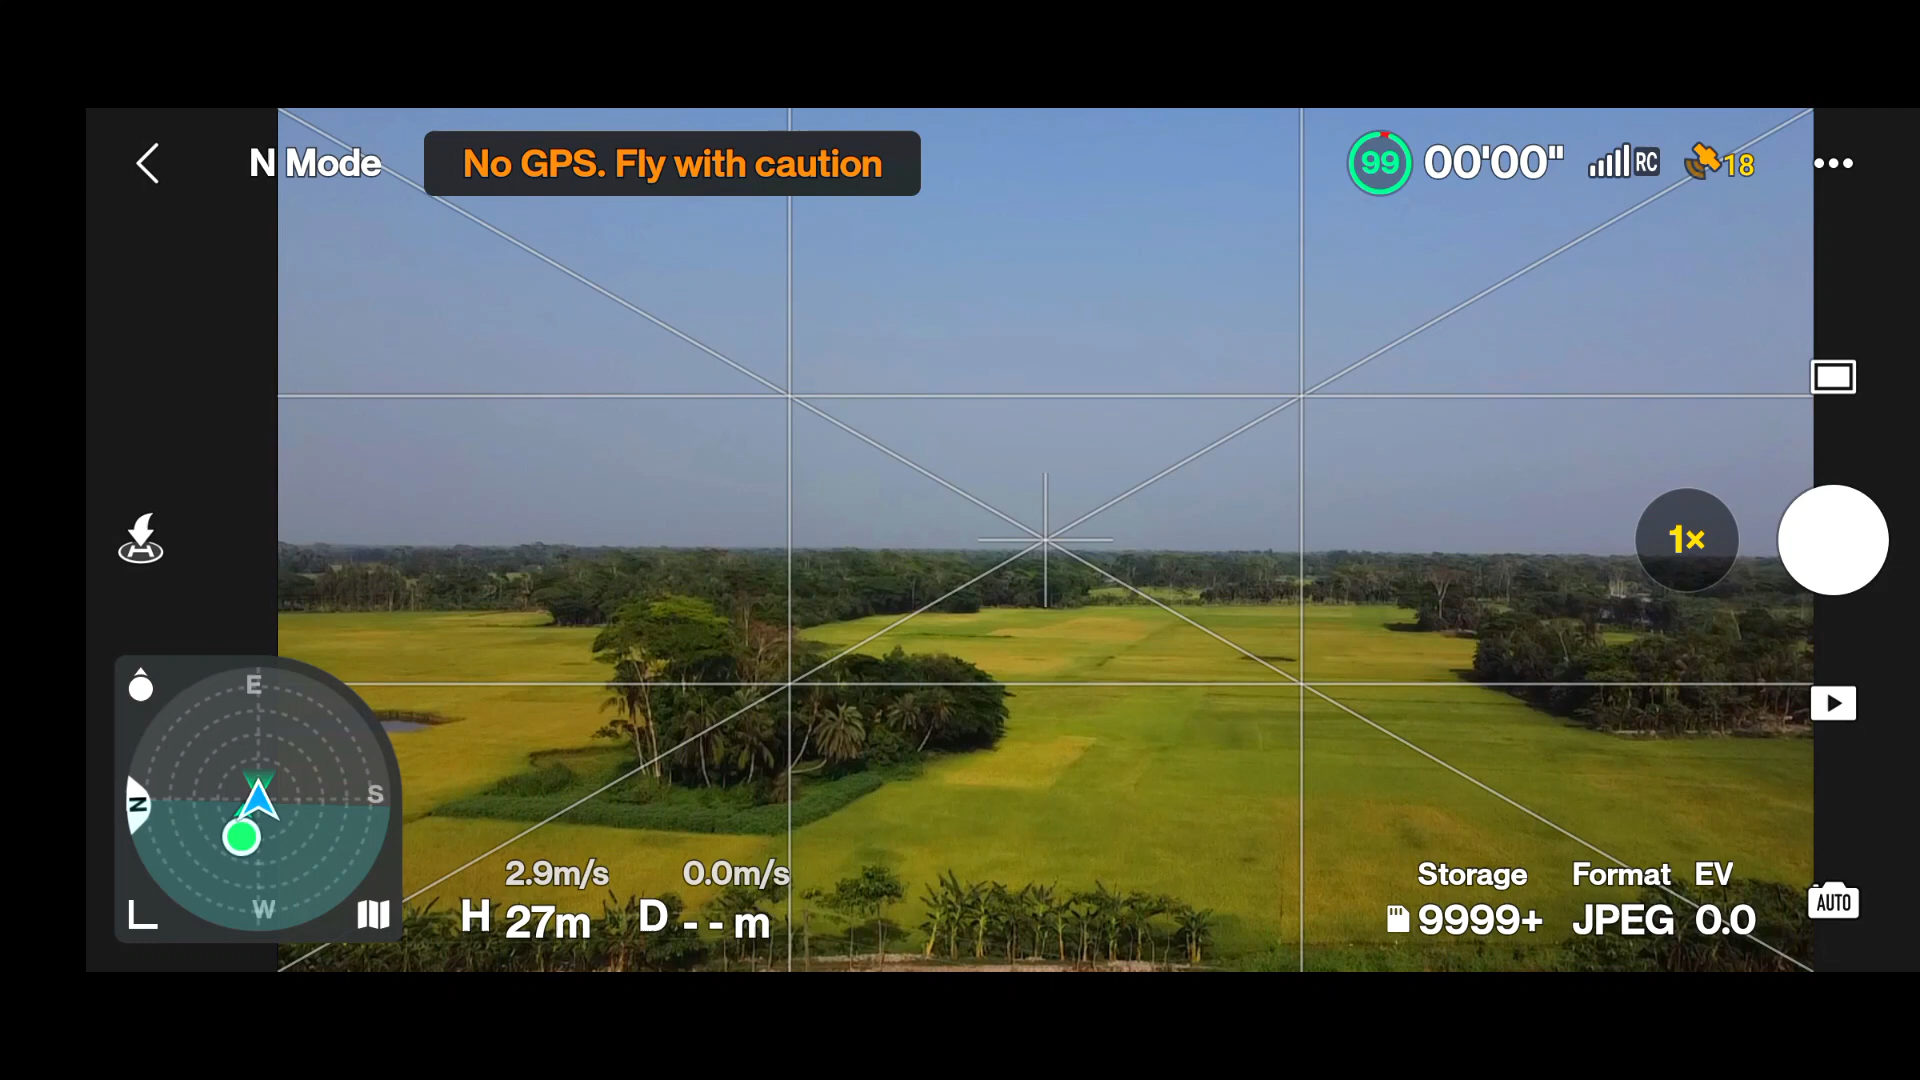 N Mode
No GPS. Fly with caution
99
00'00"
RC
18
1×
E
N
S
W
2.9m/s
0.0m/s
H 27m
D - - m
Storage
Format
EV
9999+
JPEG
0.0
AUTO